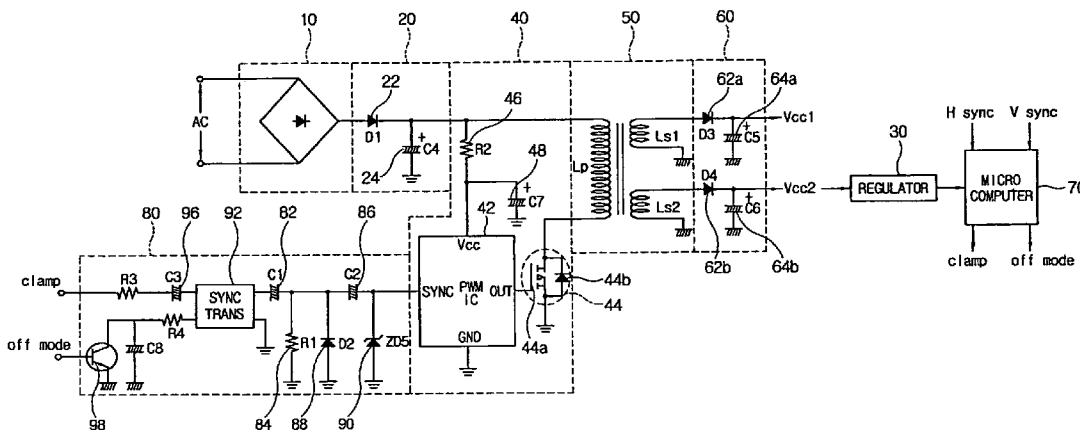 10 20 40 50 60
22 46 62a 64a
AC
D1 C4 + R2
24
48
+ C7
Lp Ls1 Ls2
D3 + C5 Vcc1
D4 + C6 Vcc2
62b 64b
30
REGULATOR
H sync V sync
MICRO
COMPUTER
70
clamp off mode
80 96 92 82 86 42
clamp R3 C3
SYNC
TRANS
C1 C2
R4
off mode C8
R1 D2 ZD5
98 84 88 90
Vcc
SYNC PWM
IC OUT
GND
44a 44b 44